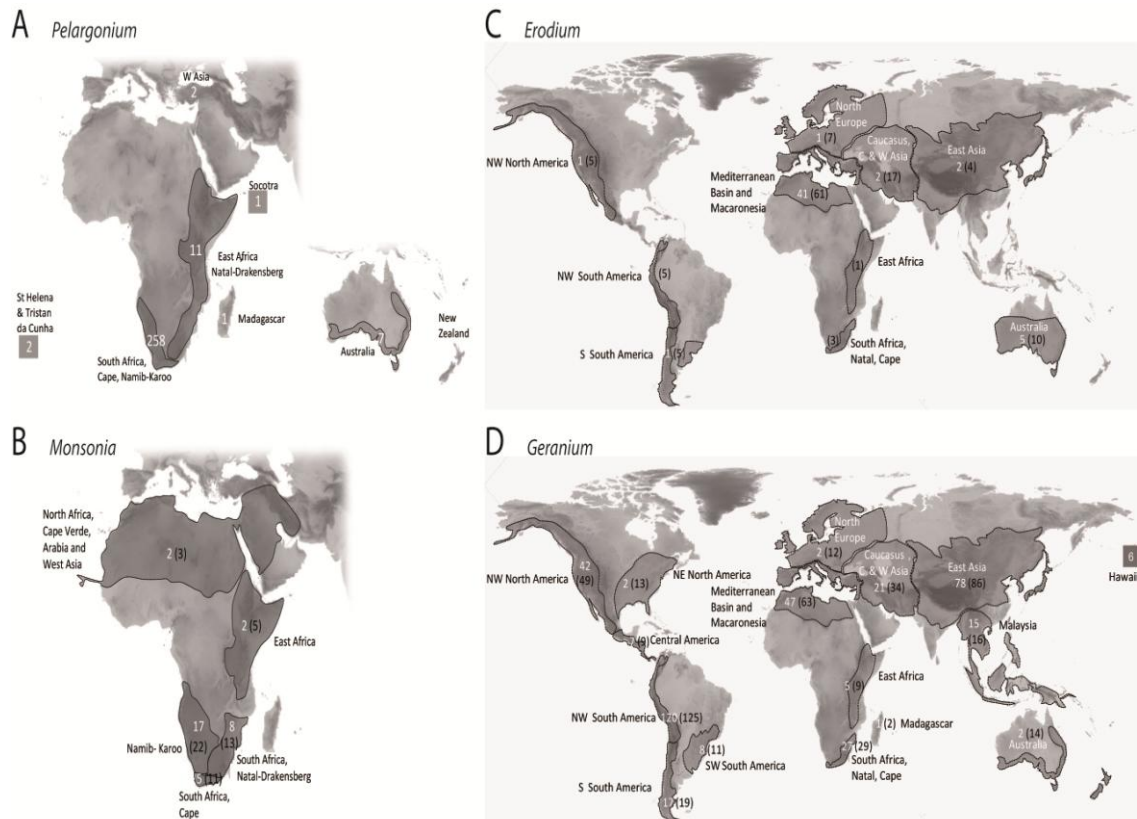 A Pelargonium
W Asia
2
Socotra
1
11
East Africa
Natal-Drakensberg
St Helena
& Tristan
da Cunha
2
258
1
Madagascar
South Africa,
Cape, Namib-Karoo
Australia
7
New
Zealand
B Monsonia
North Africa,
Cape Verde,
Arabia and
West Asia
2 (3)
2 (5)
East Africa
17
(22)
8
(13)
Namib- Karoo
South Africa,
Natal-Drakensberg
5 (11)
South Africa,
Cape
C Erodium
North
Europe
1 (7)
Caucasus,
C & W Asia
2 (17)
East Asia
2 (4)
NW North America
1 (5)
Mediterranean
Basin and
Macaronesia
41 (61)
(1)
East Africa
NW South America
(5)
S South America
1 (5)
(3)
South Africa,
Natal, Cape
Australia
5 (10)
D Geranium
North
Europe
2 (12)
Caucasus,
C & W Asia
21 (34)
East Asia
78 (86)
6
Hawaii
NW North America
42
(49)
2 (13)
NE North America
Mediterranean
Basin and
Macaronesia
47 (63)
15
(16)
Malaysia
(9) Central America
5 (9)
East Africa
NW South America
120 (125)
(2) Madagascar
8 (11)
SW South America
(29)
South Africa,
Natal, Cape
2 (14)
Australia
S South America
17 (19)